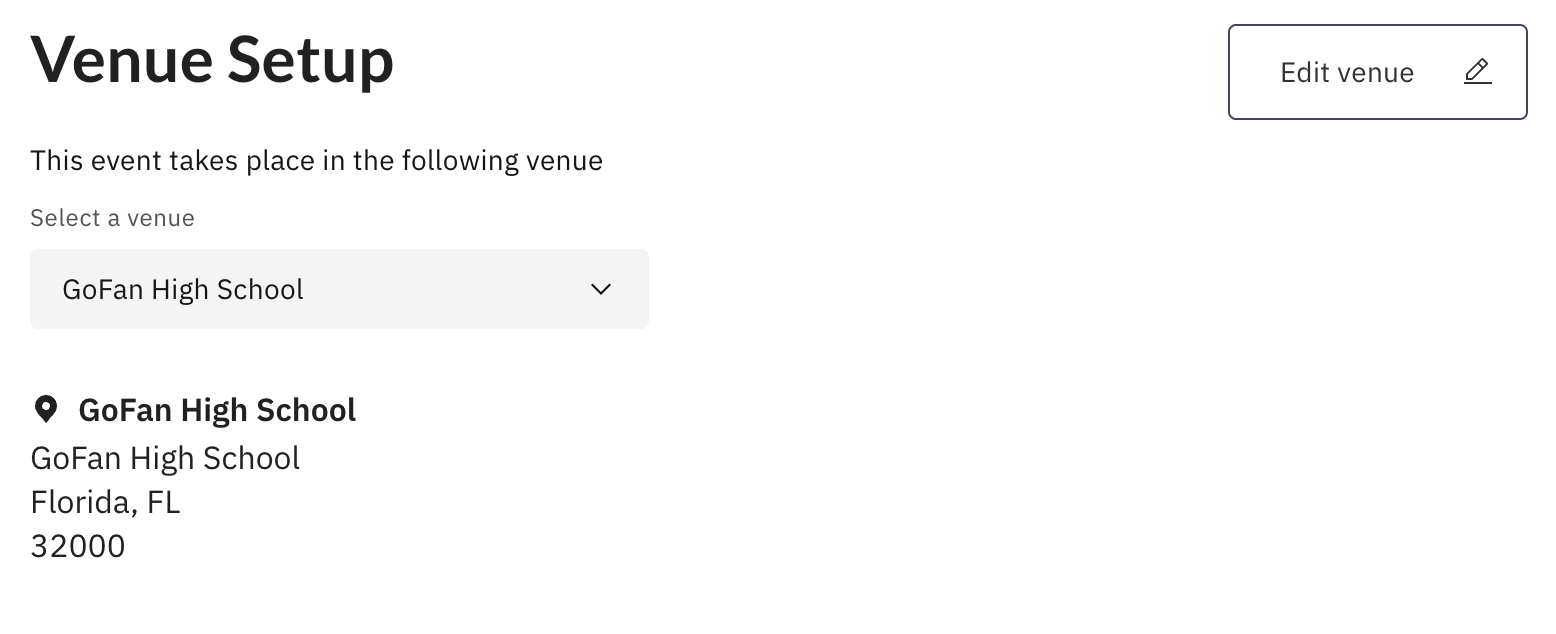 Venue Setup
Edit venue
This event takes place in the following venue
Select a venue
GoFan High School
GoFan High School
GoFan High School
Florida, FL
32000